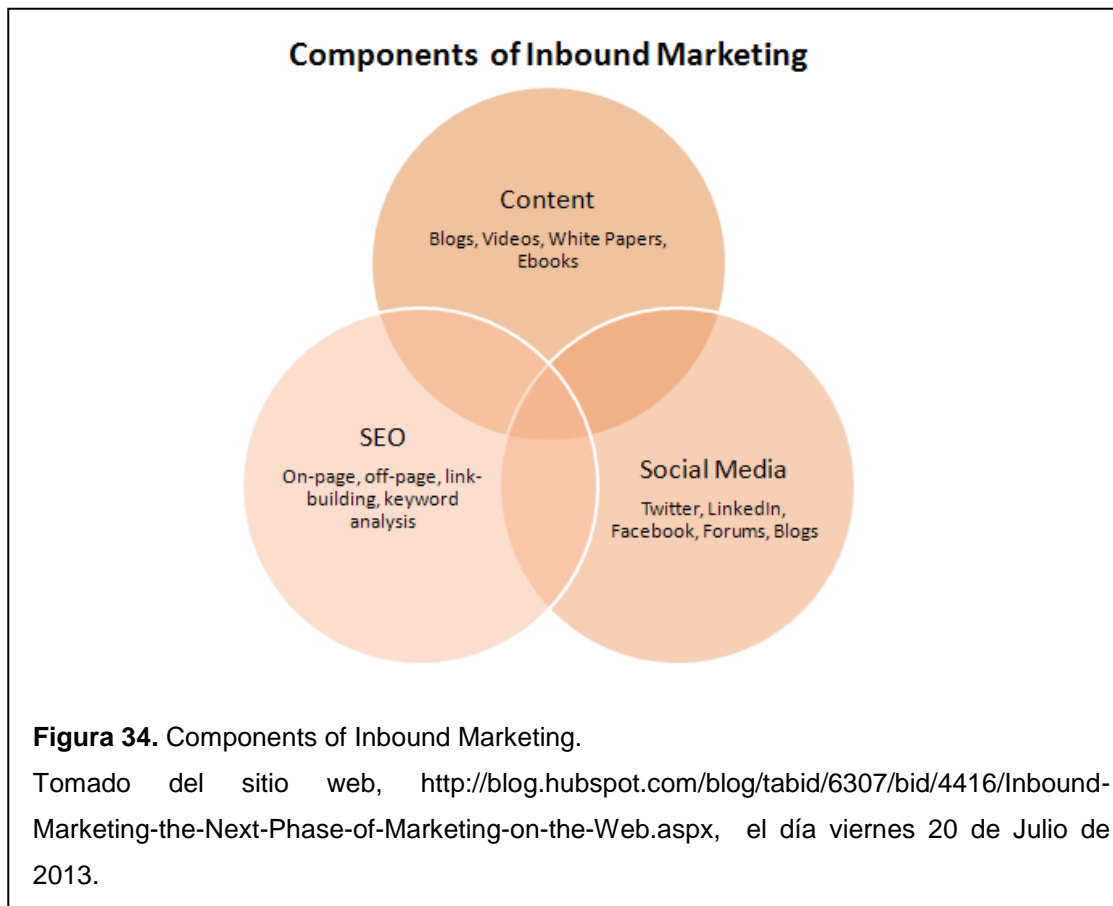 Components of Inbound Marketing
Content
Blogs, Videos, White Papers,
Ebooks
SEO
On-page, off-page, link-
building, keyword
analysis
Social Media
Twitter, LinkedIn,
Facebook, Forums, Blogs
Figura 34. Components of Inbound Marketing.
Tomado del sitio web, http://blog.hubspot.com/blog/tabid/6307/bid/4416/Inbound-
Marketing-the-Next-Phase-of-Marketing-on-the-Web.aspx, el día viernes 20 de Julio de
2013.